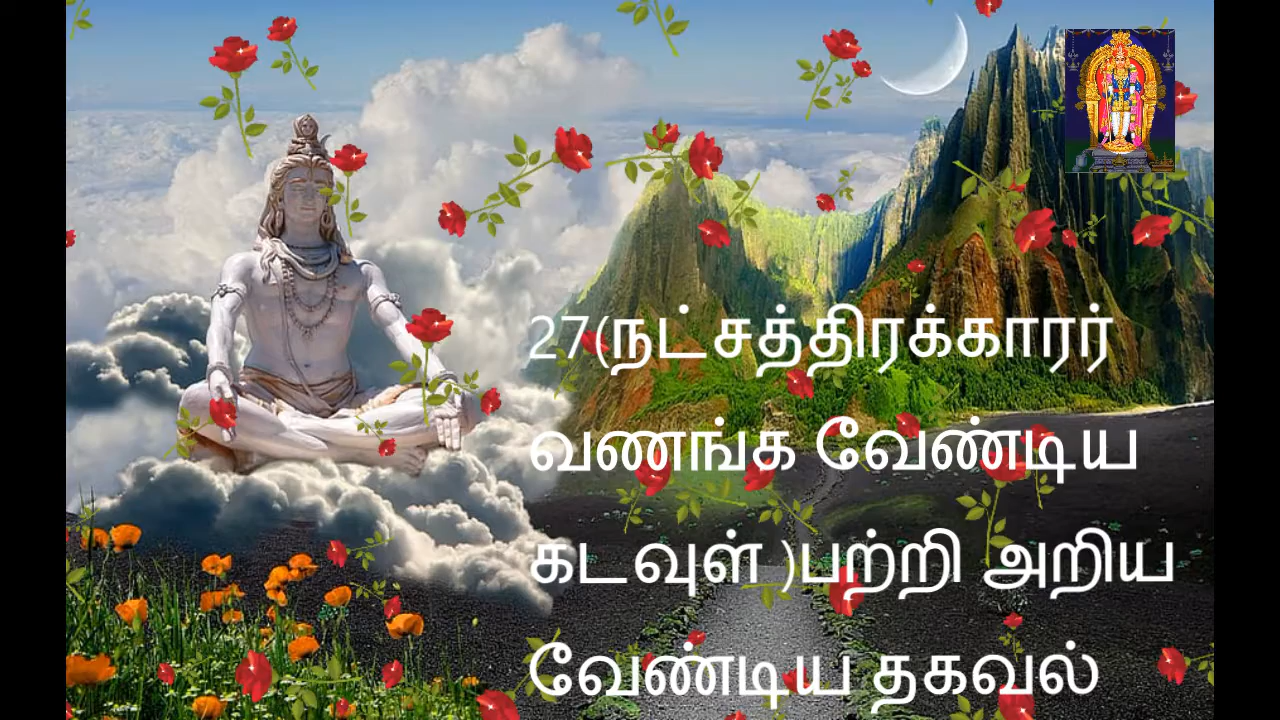 27(நட்சத்திரக்காரர்
வணங்க வேண்டிய
கடவுள் )பற்றி அறிய
வேண்டிய தகவல்